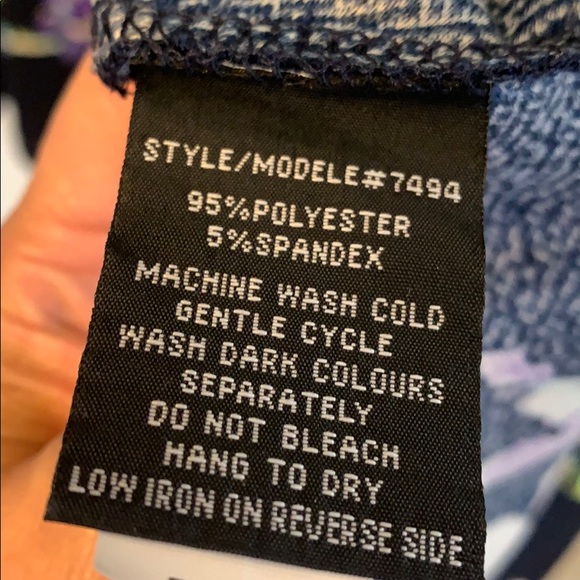 STYLE/MODELE#7494
95%POLYESTER
5%SPANDEX
MACHINE WASH COLD
GENTLE CYCLE
WASH DARK COLOURS
SEPARATELY
DO NOT BLEACH
HANG TO DRY
LOW IRON ON REVERSE SIDE